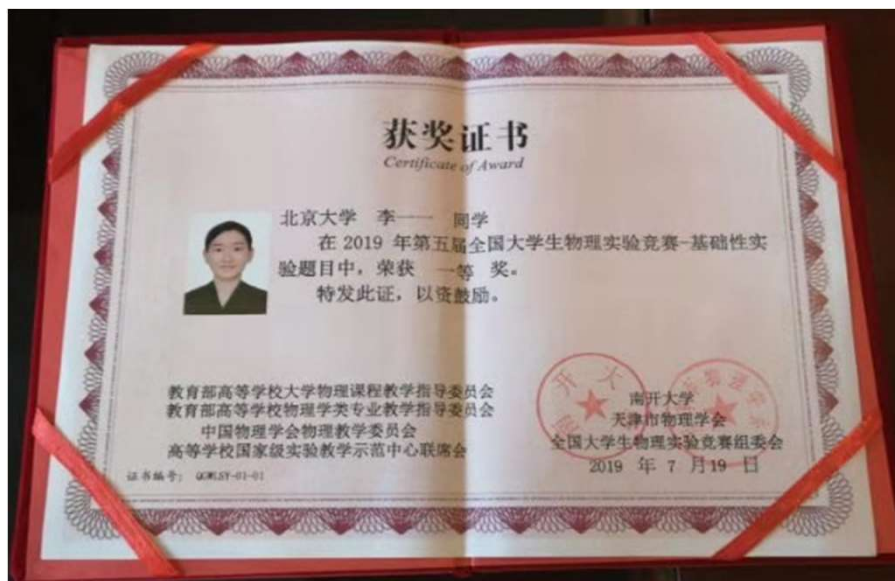 获奖证书
Certificate of Award
北京大学 李一一 同学
在 2019 年第五届全国大学生物理实验竞赛-基础性实
验题目中，荣获 一等 奖。
特发此证，以资鼓励。
教育部高等学校大学物理课程教学指导委员会
教育部高等学校物理学类专业教学指导委员会
中国物理学会物理教学委员会
高等学校国家级实验教学示范中心联席会
证书编号： QGWLSY-01-01
南开大学
天津市物理学会
全国大学生物理实验竞赛组委会
2019 年 7 月 19 日